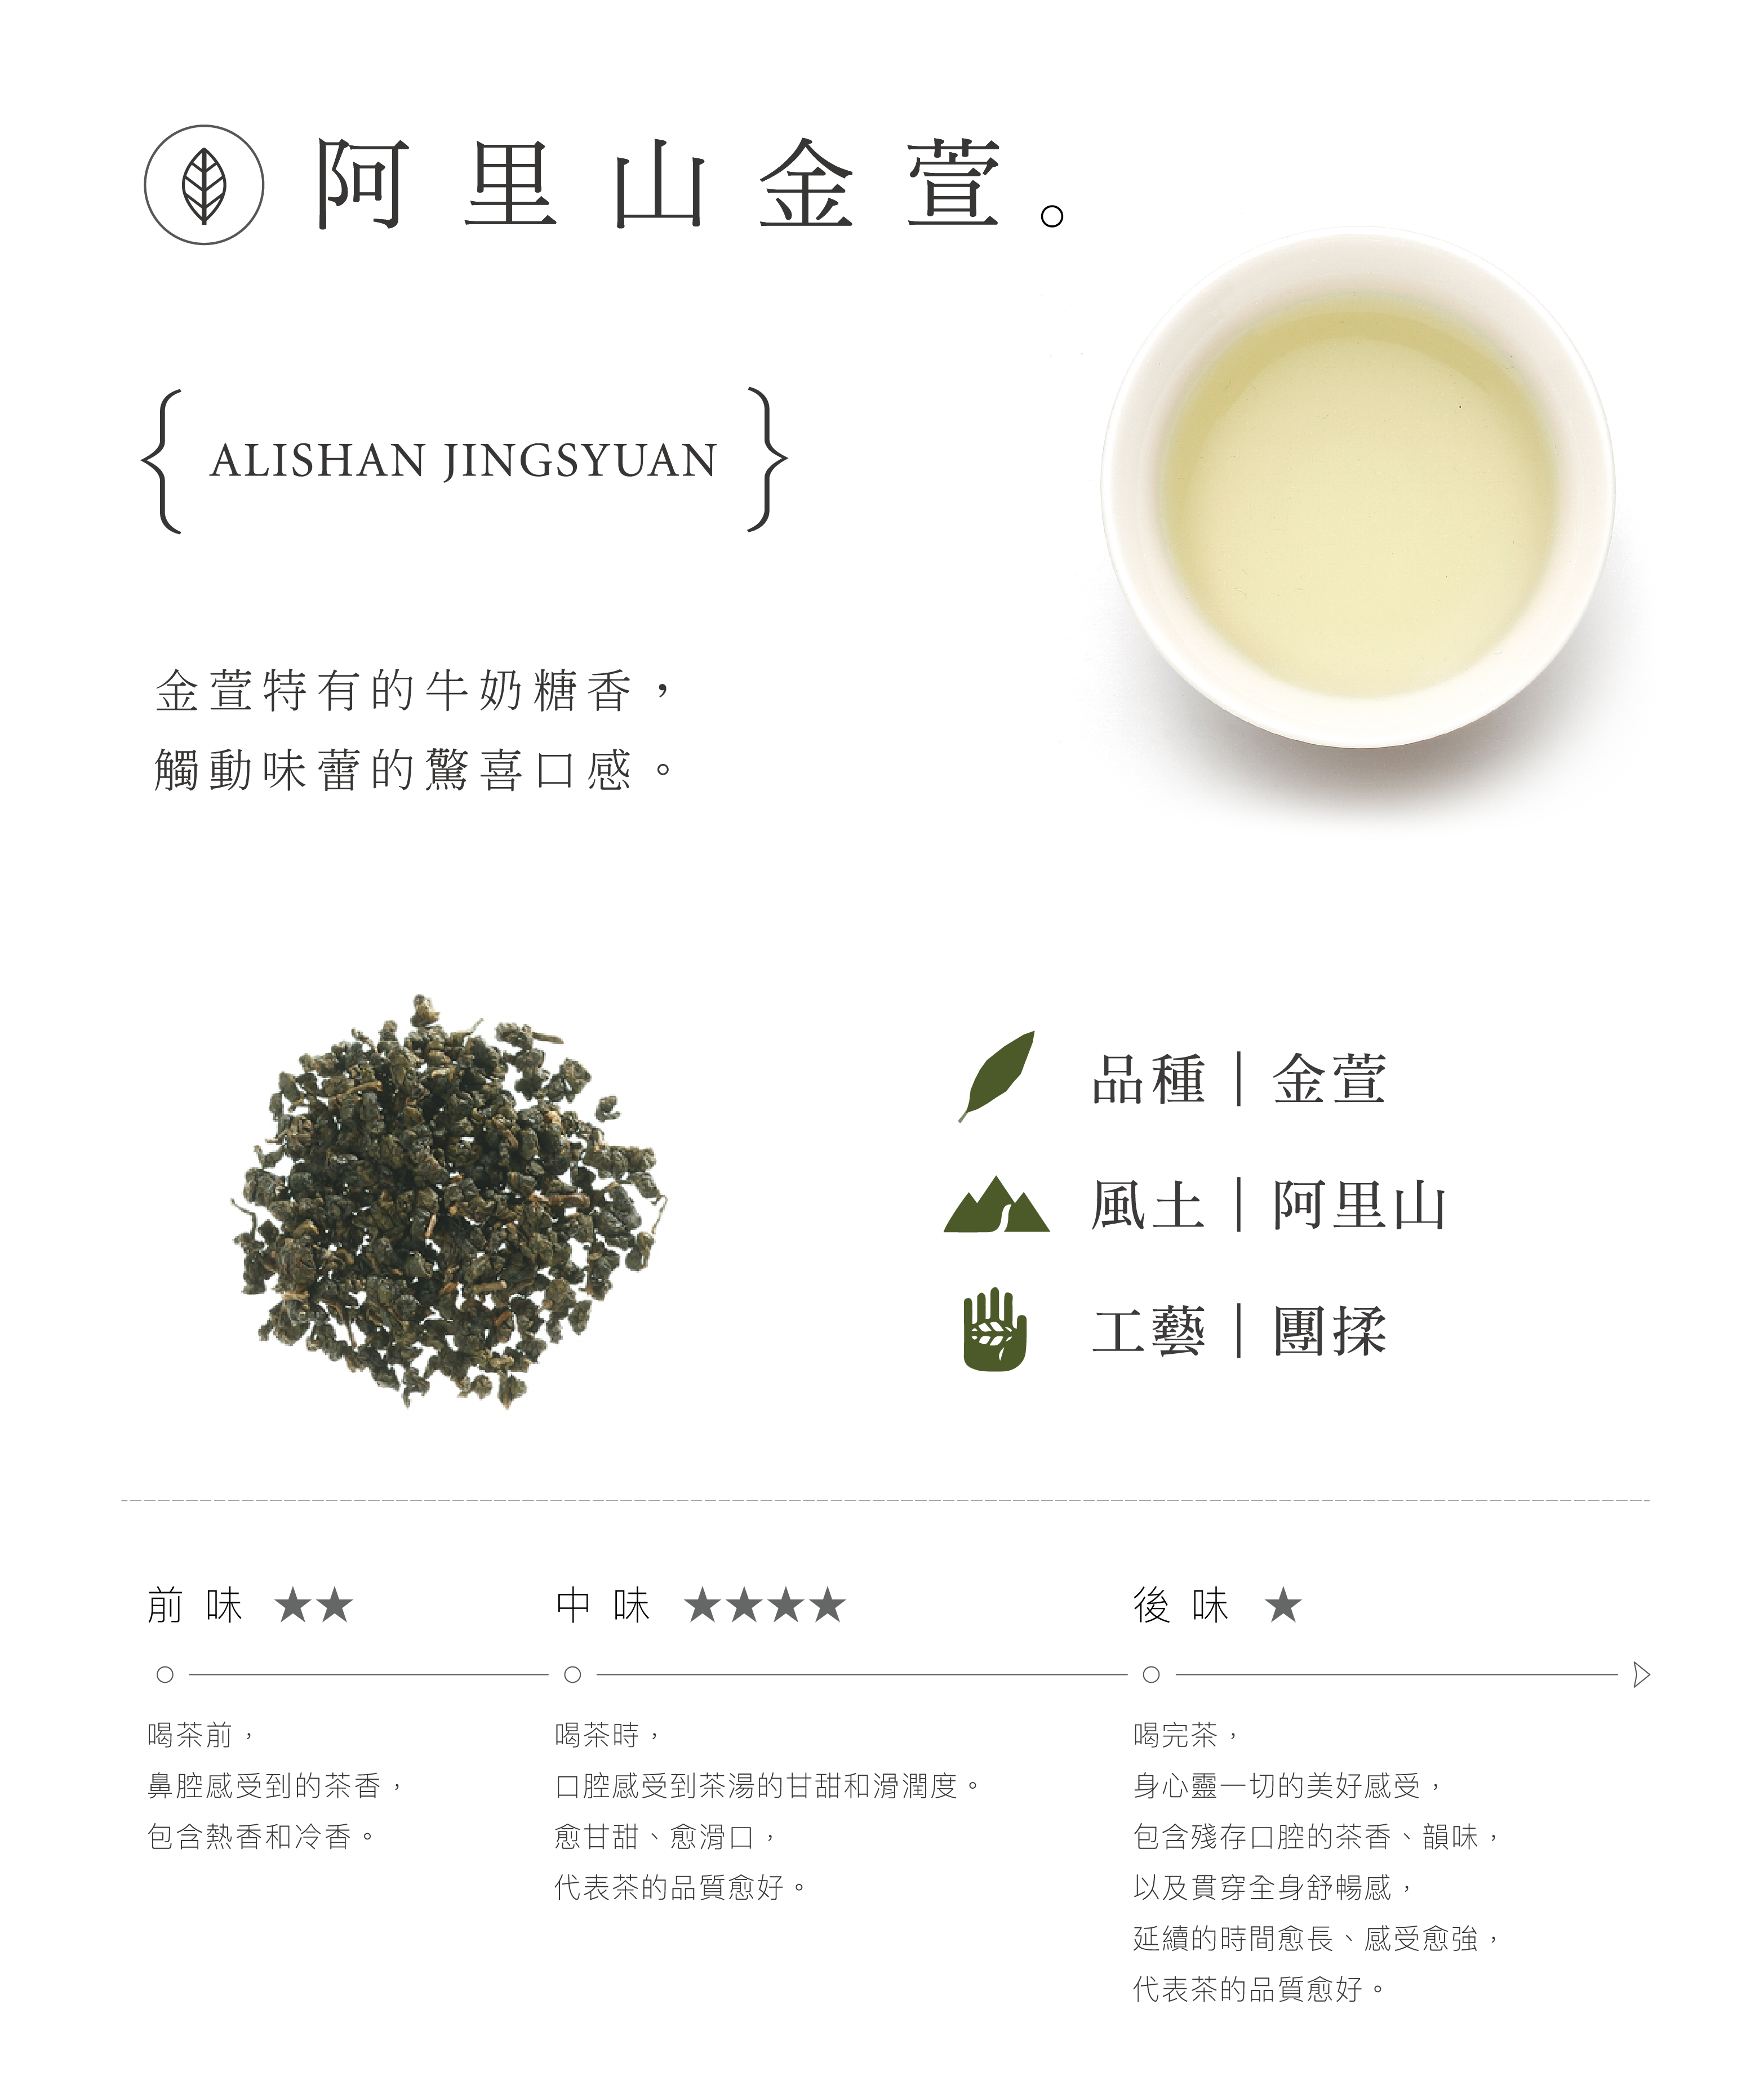 阿里山金萱。
ALISHAN JINGSYUAN
金萱特有的牛奶糖香，
觸動味蕾的驚喜口感。
品種｜金萱
風土｜阿里山
工藝｜團揉
前味 ★★
中味 ★★★★
後味 ★
喝茶前，
鼻腔感受到的茶香，
包含熱香和冷香。
喝茶時，
口腔感受到茶湯的甘甜和滑潤度。
愈甘甜、愈滑口，
代表茶的品質愈好。
喝完茶，
身心靈一切的美好感受，
包含殘存口腔的茶香、韻味，
以及貫穿全身舒暢感，
延續的時間愈長、感受愈強，
代表茶的品質愈好。